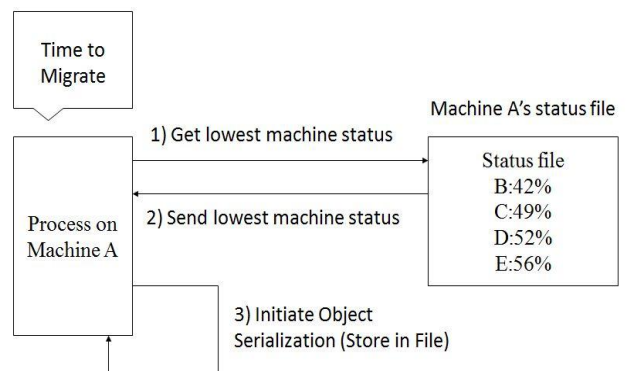 Time to
Migrate
Machine A's status file
1) Get lowest machine status
Status file
B:42%
C:49%
D:52%
E:56%
2) Send lowest machine status
Process on
Machine A
3) Initiate Object
Serialization (Store in File)